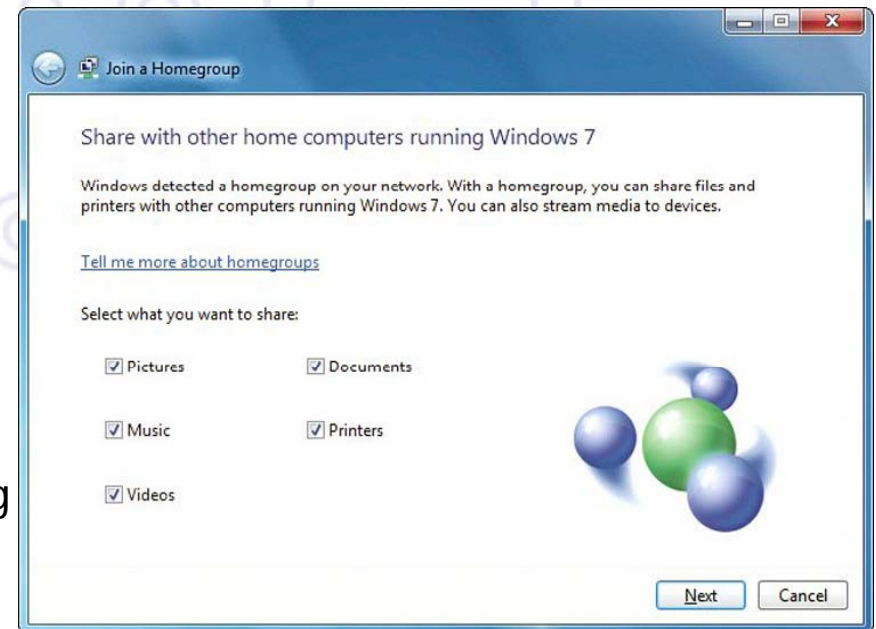 Join a Homegroup
Share with other home computers running Windows 7
Windows detected a homegroup on your network. With a homegroup, you can share files and
printers with other computers running Windows 7. You can also stream media to devices.
Tell me more about homegroups
Select what you want to share:
Pictures
Documents
Music
Printers
Videos
g
Next
Cancel